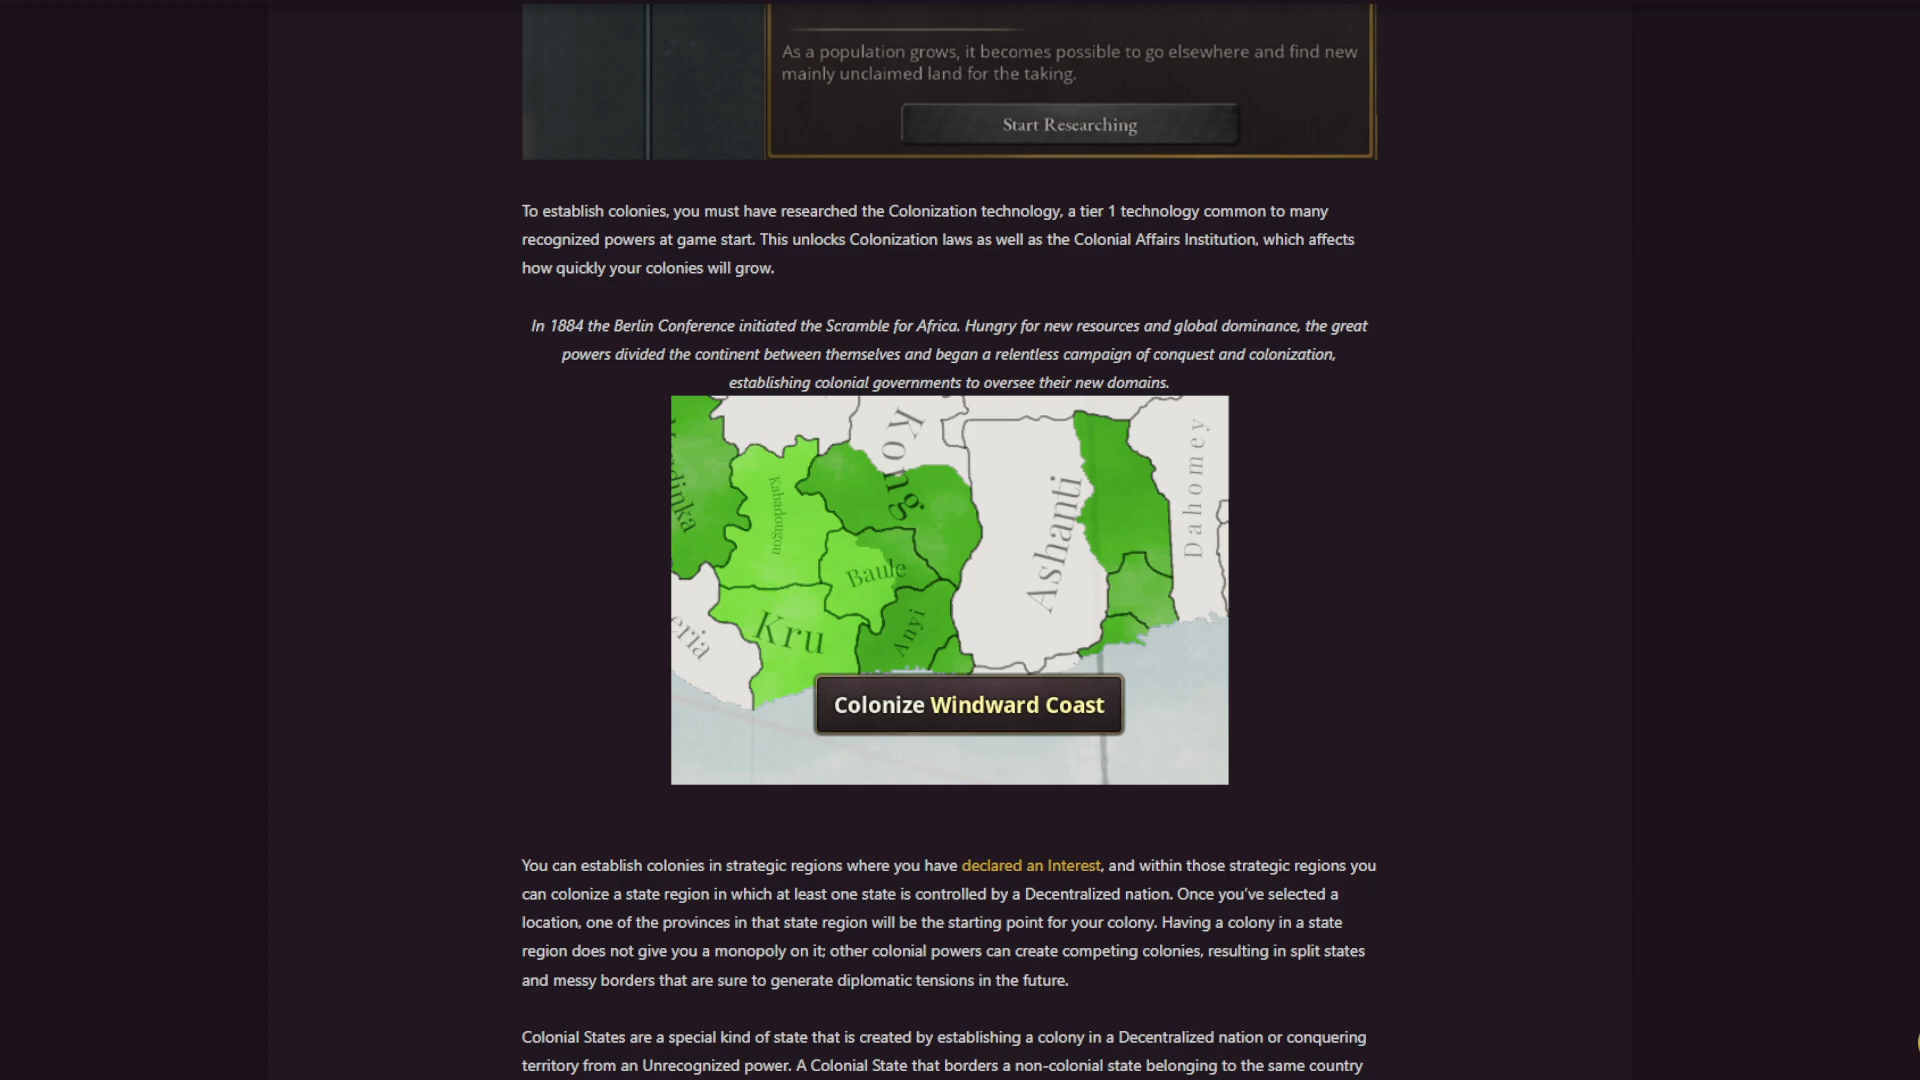 As a population grows, it becomes possible to go elsewhere and find new
mainly unclaimed land for the taking.
Start Researching
To establish colonies, you must have researched the Colonization technology, a tier 1 technology common to many
recognized powers at game start. This unlocks Colonization laws as well as the Colonial Affairs Institution, which affects
how quickly your colonies will grow.
In 1884 the Berlin Conference initiated the Scramble for Africa. Hungry for new resources and global dominance, the great
powers divided the continent between themselves and began a relentless campaign of conquest and colonization,
establishing colonial governments to oversee their new domains.
Kong
Dahomey
Ashanti
Baule
Anyi
Kru
eria
Colonize Windward Coast
You can establish colonies in strategic regions where you have declared an Interest, and within those strategic regions you
can colonize a state region in which at least one state is controlled by a Decentralized nation. Once you've selected a
location, one of the provinces in that state region will be the starting point for your colony. Having a colony in a state
region does not give you a monopoly on it; other colonial powers can create competing colonies, resulting in split states
and messy borders that are sure to generate diplomatic tensions in the future.
Colonial States are a special kind of state that is created by establishing a colony in a Decentralized nation or conquering
territory from an Unrecognized power. A Colonial State that borders a non-colonial state belonging to the same country